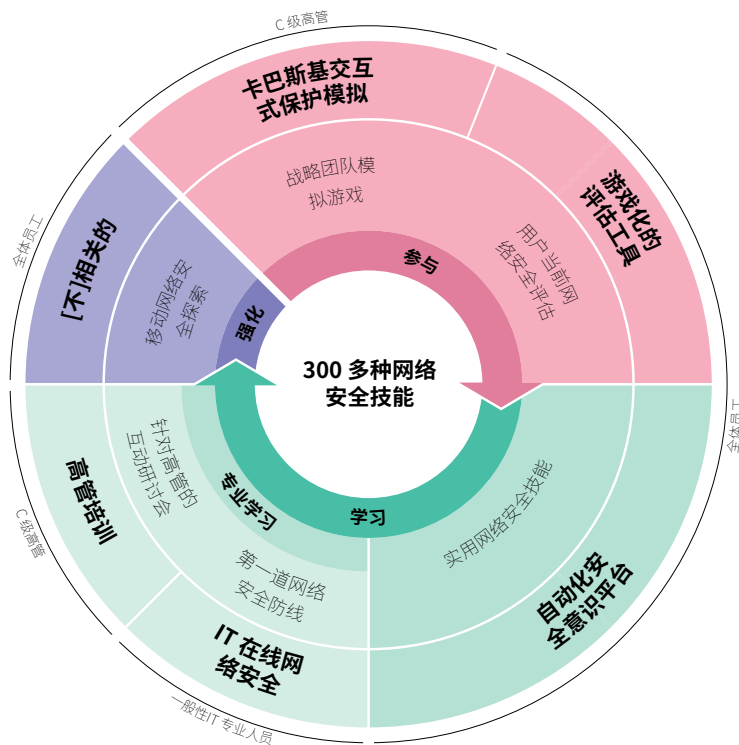 C 级高管
卡巴斯基交互
式保护模拟
战略团队模
拟游戏
游戏化的
评估工具
用户当前网
络安全评估
参与
全体员工
[不]相关的
移动网络安
全探索
强化
300 多种网络
安全技能
全体员工
自动化安
全意识平台
实用网络安全技能
学习
专业学习
高管培训
针对高管的
互动研讨会
C 级高管
第一道网络
安全防线
IT 在线网
络安全
一般性IT 专业人员